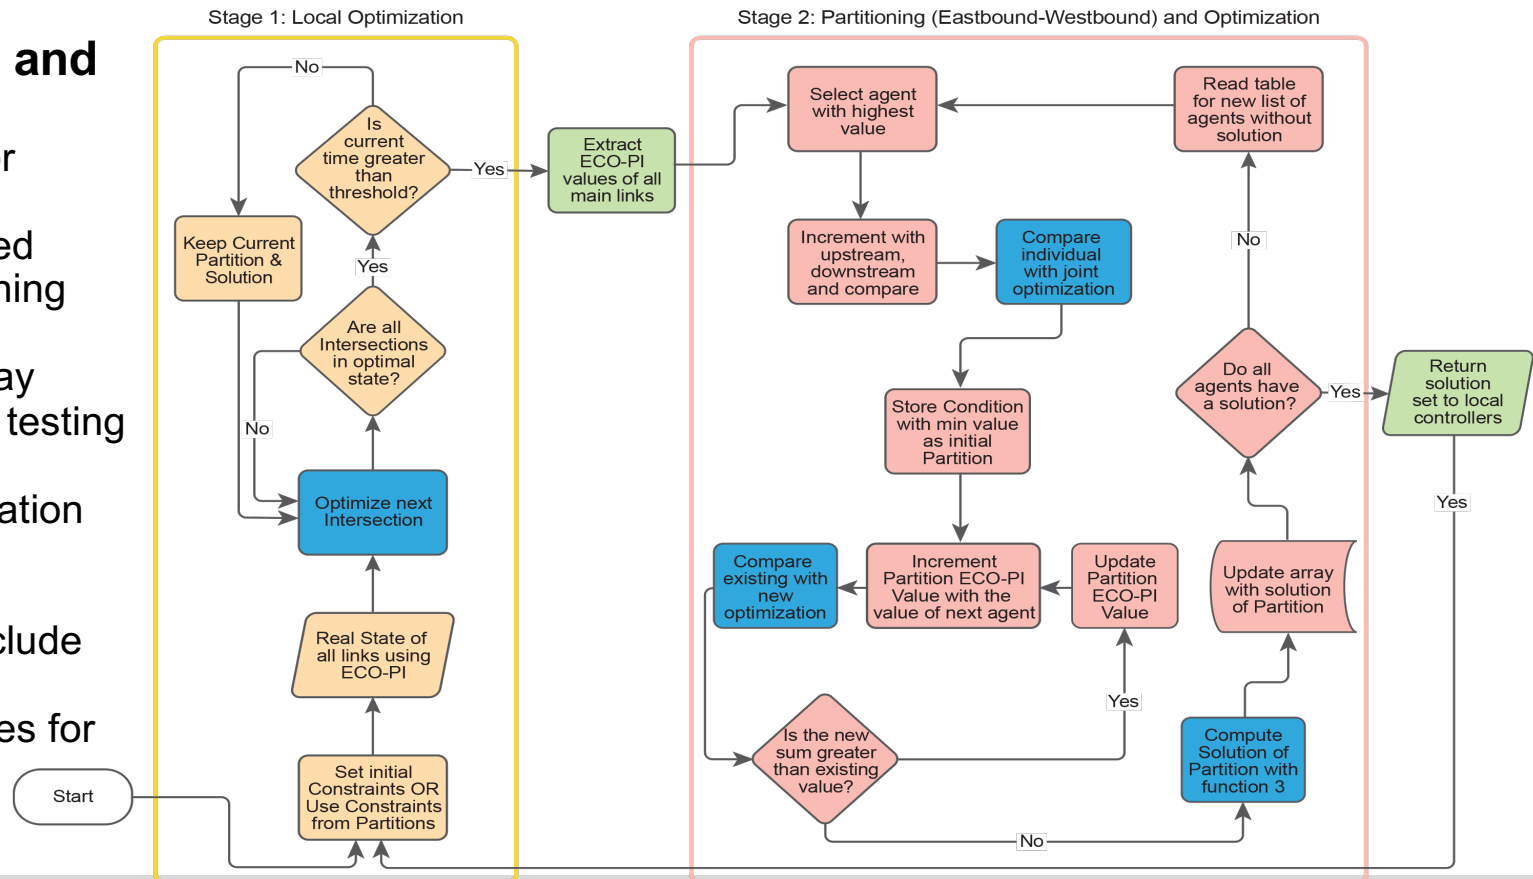 Stage 1: Local Optimization
Stage 2: Partitioning (Eastbound-Westbound) and Optimization
and
or
ed
ning
ay
testing
ation
clude
es for
Start
No
Is
current
time greater
than
threshold?
Yes
Keep Current
Partition &
Solution
Yes
Are all
Intersections
in optimal
state?
No
Optimize next
Intersection
Real State of
all links using
ECO-PI
Set initial
Constraints OR
Use Constraints
from Partitions
Extract
ECO-PI
values of all
main links
Select agent
with highest
value
Read table
for new list of
agents without
solution
Increment with
upstream,
downstream
and compare
Compare
individual
with joint
optimization
No
Store Condition
with min value
as initial
Partition
Do all
agents have
a solution?
Yes
Return
solution
set to local
controllers
Yes
Compare
existing with
new
optimization
Increment
Partition ECO-PI
Value with the
value of next agent
Update
Partition
ECO-PI
Value
Update array
with solution
of Partition
Yes
Is the new
sum greater
than existing
value?
Compute
Solution of
Partition with
function 3
No